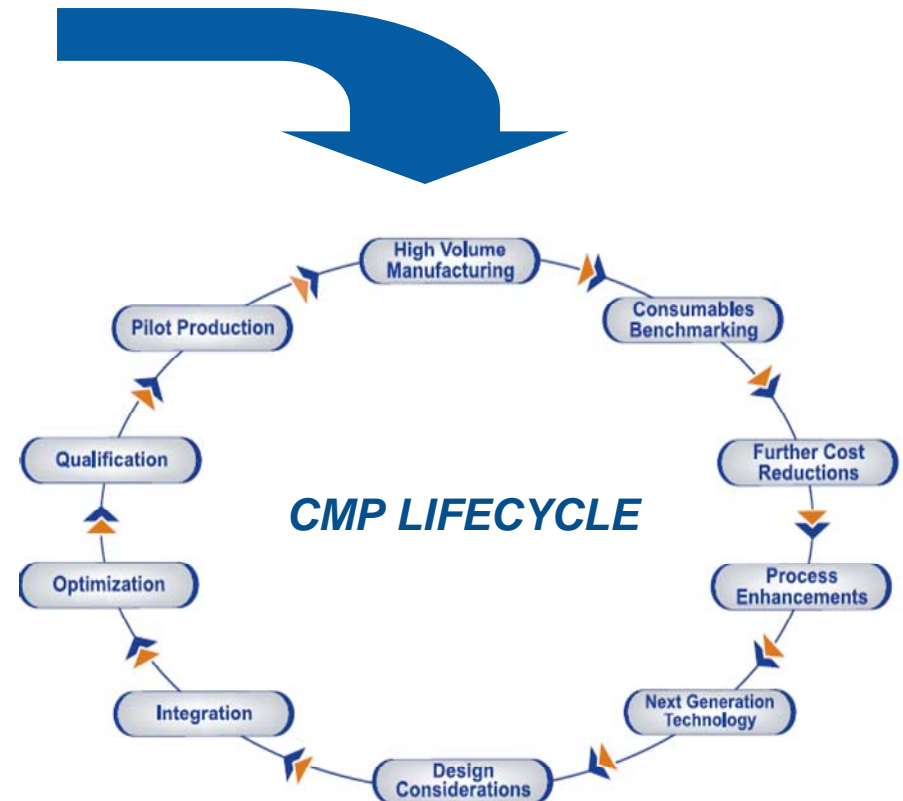 High Volume
Manufacturing
Consumables
Benchmarking
Pilot Production
Further Cost
Reductions
Qualification
CMP LIFECYCLE
Process
Enhancements
Optimization
Next Generation
Technology
Integration
Design
Considerations